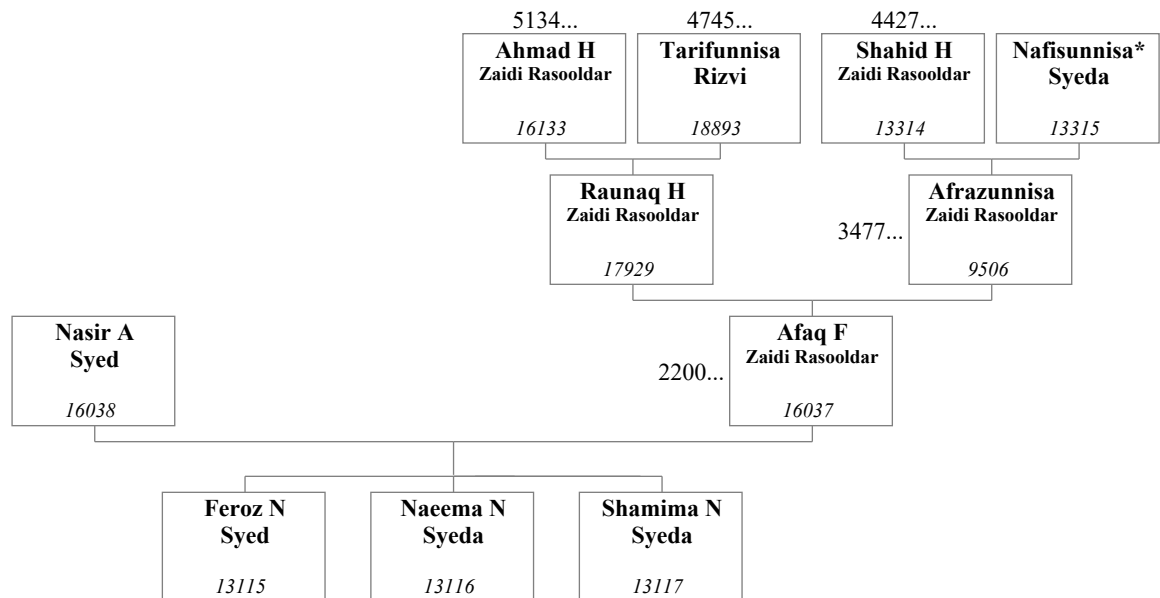 5134... 4745... 4427...
Ahmad H Tarifunnisa Shahid H Nafisunnisa*
Zaidi Rasooldar Rizvi Zaidi Rasooldar Syeda
16133 18893 13314 13315
Raunaq H Afrazunnisa
Zaidi Rasooldar Zaidi Rasooldar
3477...
17929 9506
Nasir A Afaq F
Syed Zaidi Rasooldar
2200...
16038 16037
Feroz N Naeema N Shamima N
Syed Syeda Syeda
13115 13116 13117